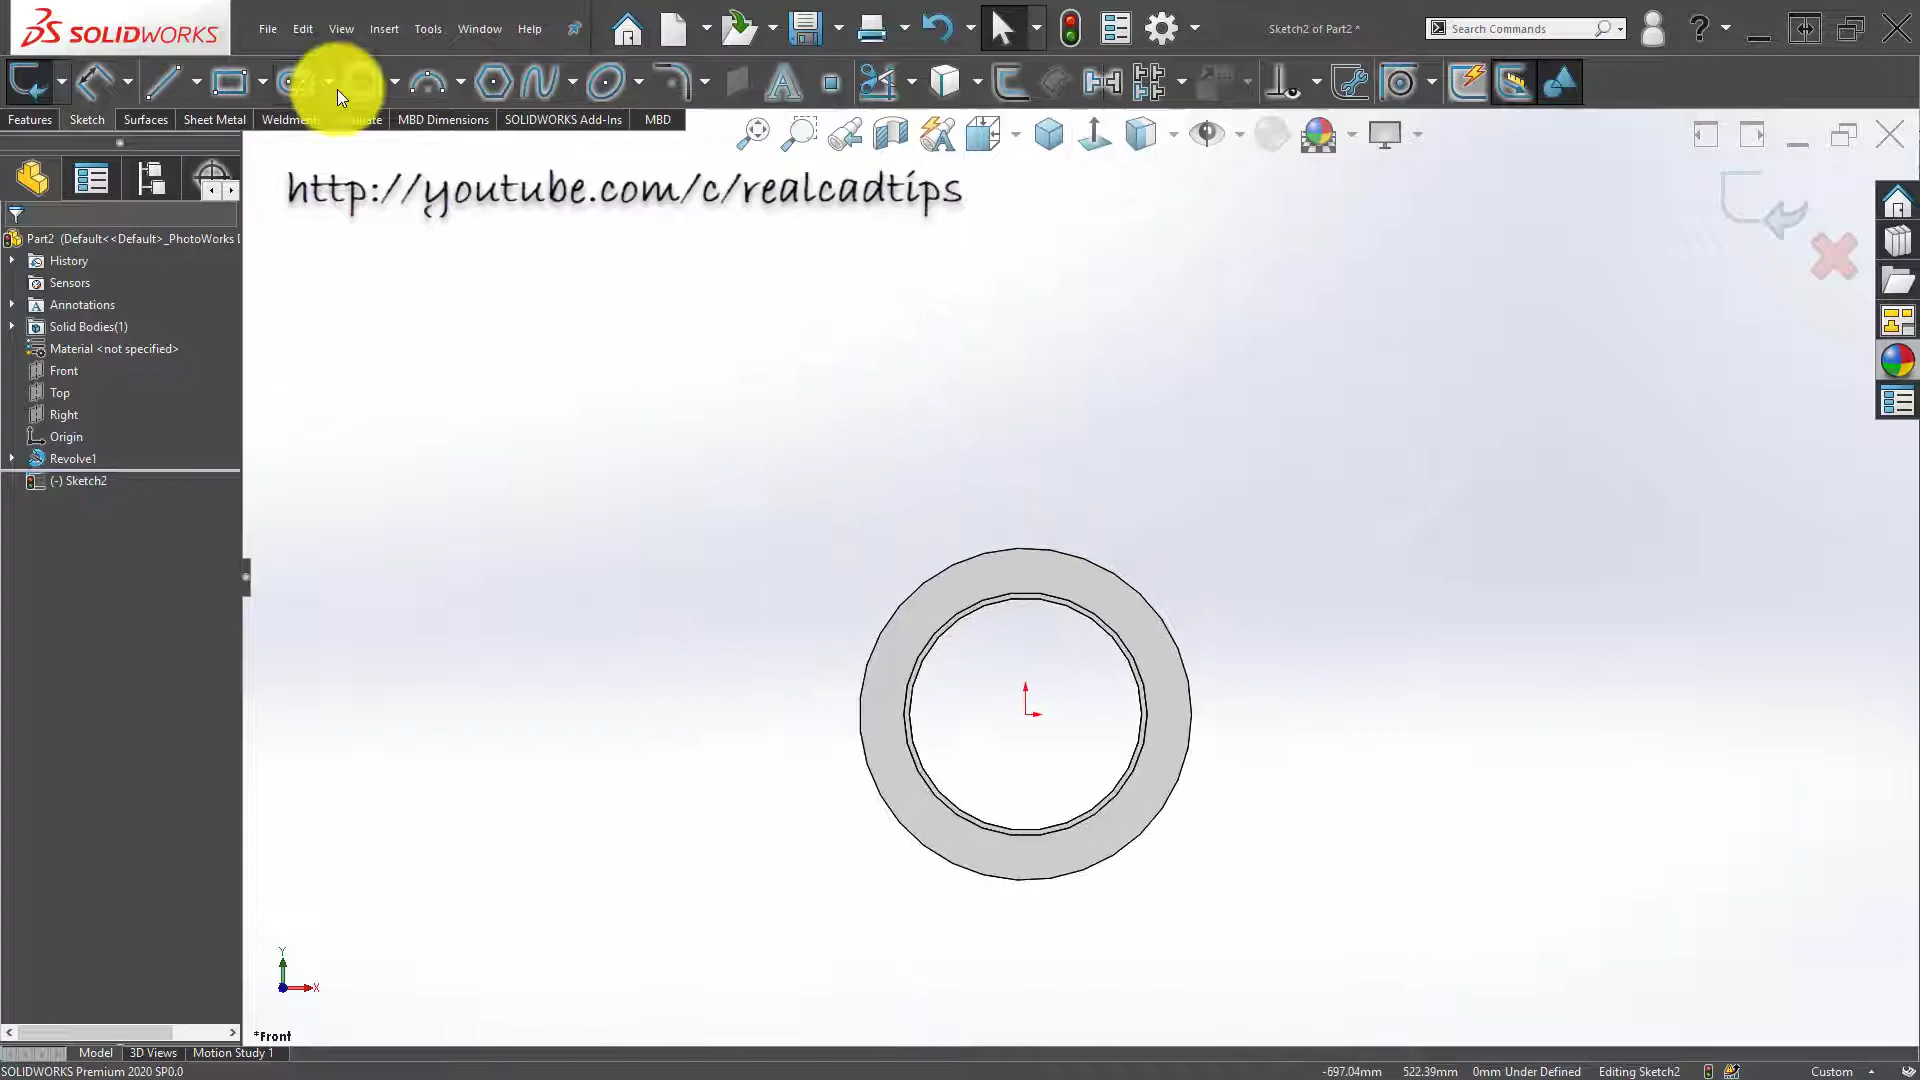 SOLIDWORKS File Edit View Insert Tools Window Help Sketch2 of Part2 * Search Commands
Features Sketch Surfaces Sheet Metal MBD Dimensions SOLIDWORKS Add-Ins MBD
http://youtube.com/c/realcadtips
Part2 (Default<<Default>_PhotoWorks
History
Sensors
Annotations
Solid Bodies(1)
Material <not specified>
Front
Top
Right
Origin
Revolve1
(-) Sketch2
Y
X
*Front
Model 3D Views Motion Study 1
SOLIDWORKS Premium 2020 SP0.0 -697.04mm 522.39mm 0mm Under Defined Editing Sketch2 Custom